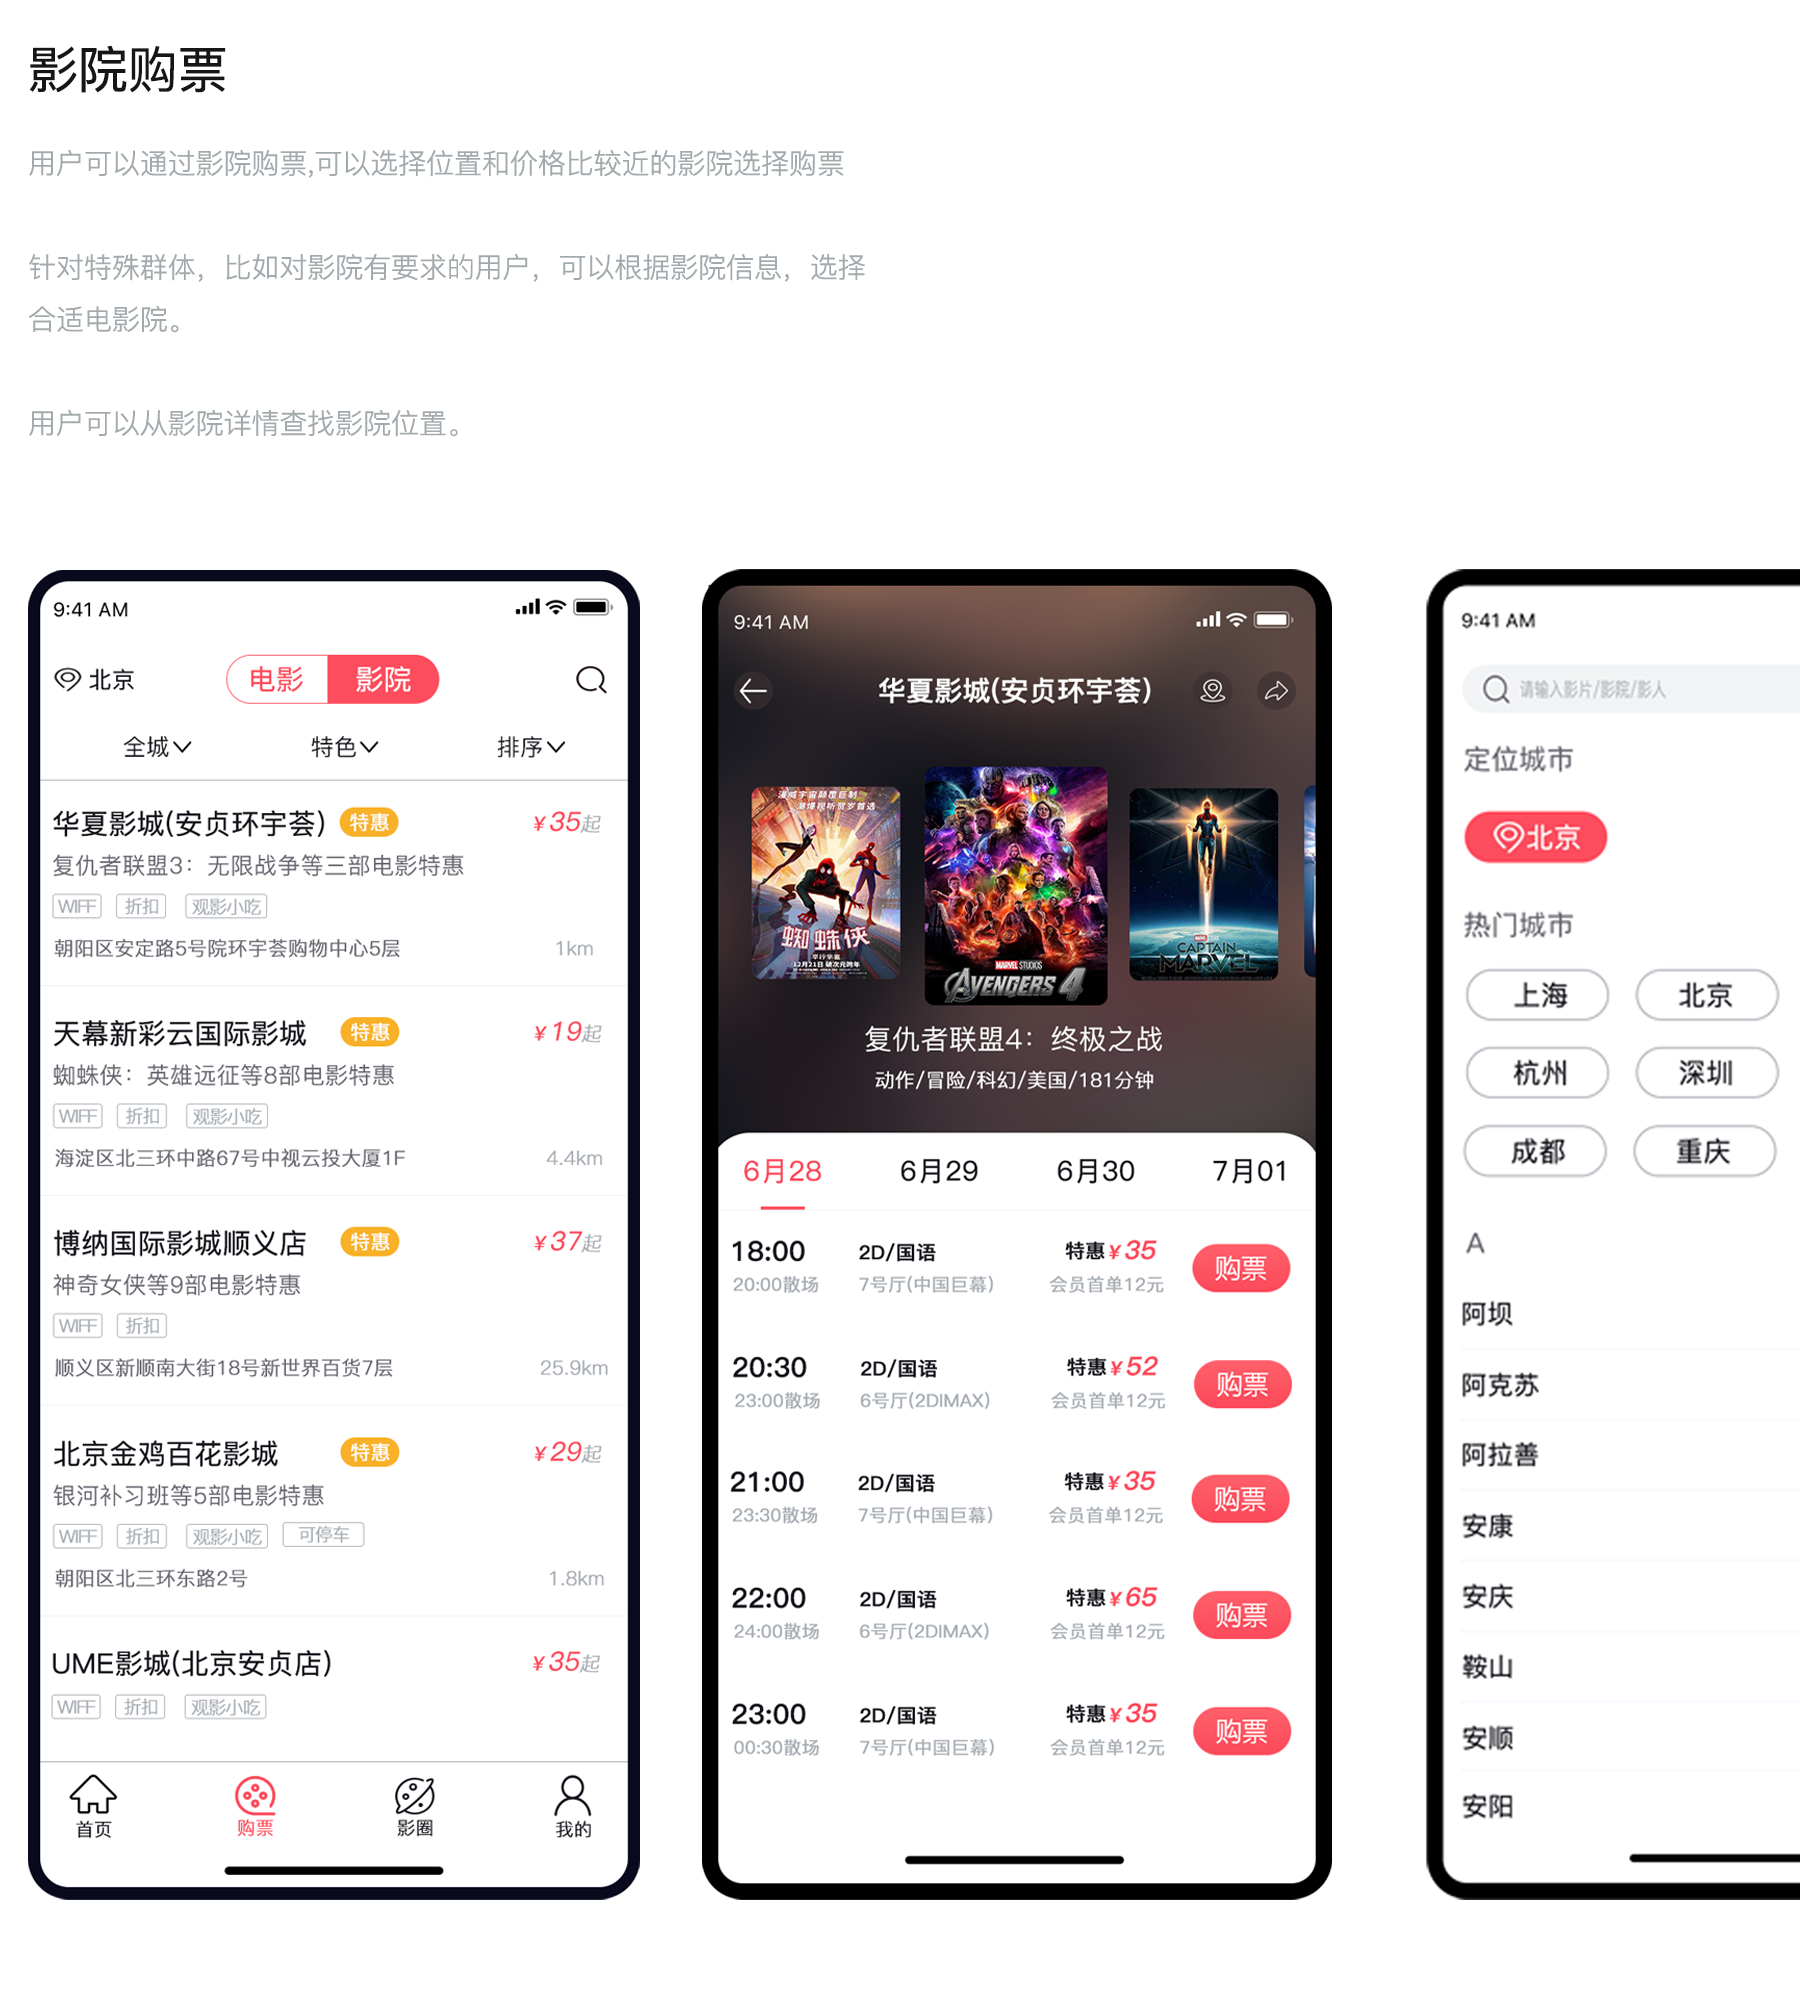 影院购票
用户可以通过影院购票,可以选择位置和价格比较近的影院选择购票
针对特殊群体，比如对影院有要求的用户，可以根据影院信息，选择
合适电影院。
用户可以从影院详情查找影院位置。
9:41 AM
北京
电影 影院
全城 特色 排序
华夏影城(安贞环宇荟) 特惠 ¥35起
复仇者联盟3：无限战争等三部电影特惠
WIFF 折扣 观影小吃
朝阳区安定路5号院环宇荟购物中心5层 1km
天幕新彩云国际影城 特惠 ¥19起
蜘蛛侠：英雄远征等8部电影特惠
WIFF 折扣 观影小吃
海淀区北三环中路67号中视云投大厦1F 4.4km
博纳国际影城顺义店 特惠 ¥37起
神奇女侠等9部电影特惠
WIFF 折扣
顺义区新顺南大街18号新世界百货7层 25.9km
北京金鸡百花影城 特惠 ¥29起
银河补习班等5部电影特惠
WIFF 折扣 观影小吃 可停车
朝阳区北三环东路2号 1.8km
UME影城(北京安贞店) ¥35起
WIFF 折扣 观影小吃
首页 购票 影圈 我的
9:41 AM
华夏影城(安贞环宇荟)
漫威宇宙颠覆巨制
蜘蛛侠
平行宇宙
12月21日 破次元跨年
MARVEL STUDIOS
AVENGERS 4
MARVEL
CAPTAIN
MARVEL
复仇者联盟4：终极之战
动作/冒险/科幻/美国/181分钟
6月28 6月29 6月30 7月01
18:00 2D/国语 特惠¥35 购票
20:00散场 7号厅(中国巨幕) 会员首单12元
20:30 2D/国语 特惠¥52 购票
23:00散场 6号厅(2DIMAX) 会员首单12元
21:00 2D/国语 特惠¥35 购票
23:30散场 7号厅(中国巨幕) 会员首单12元
22:00 2D/国语 特惠¥65 购票
24:00散场 6号厅(2DIMAX) 会员首单12元
23:00 2D/国语 特惠¥35 购票
00:30散场 7号厅(中国巨幕) 会员首单12元
9:41 AM
请输入影片/影院/影人
定位城市
北京
热门城市
上海 北京
杭州 深圳
成都 重庆
A
阿坝
阿克苏
阿拉善
安康
安庆
鞍山
安顺
安阳